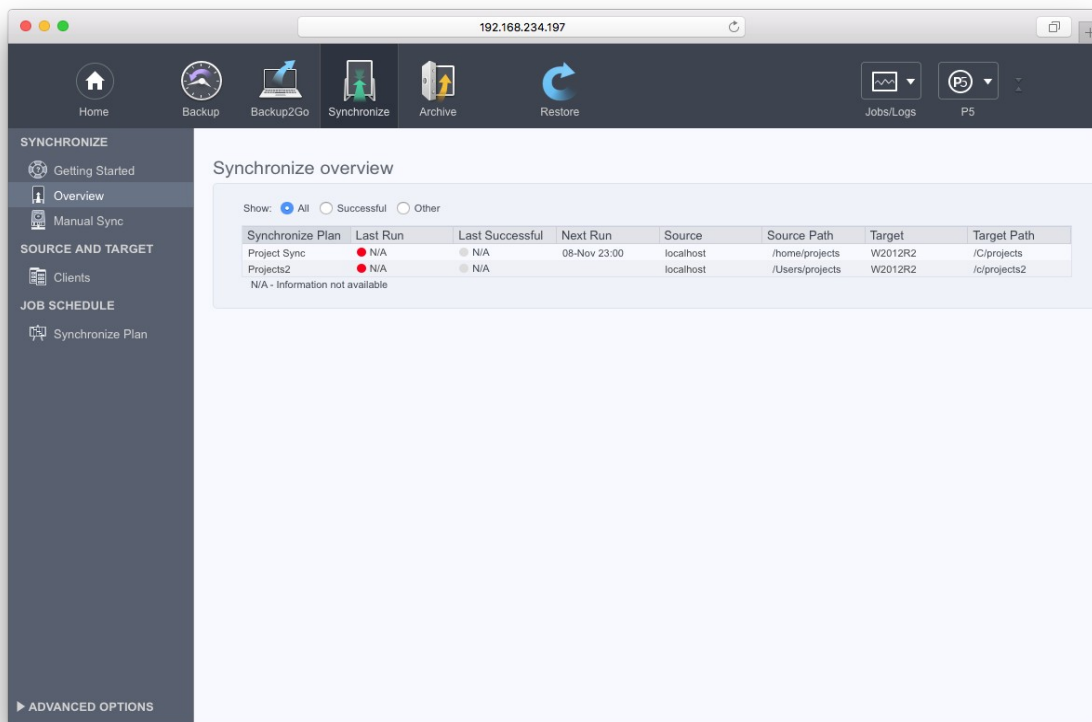 192.168.234.197
Home
Backup
Backup2Go
Synchronize
Archive
Restore
Jobs/Logs
P5
P5
SYNCHRONIZE
Getting Started
Overview
Manual Sync
SOURCE AND TARGET
Clients
JOB SCHEDULE
Synchronize Plan
ADVANCED OPTIONS
Synchronize overview
Show: All Successful Other
Synchronize Plan Last Run Last Successful Next Run Source Source Path Target Target Path
Project Sync N/A N/A 08-Nov 23:00 localhost /home/projects W2012R2 /C/projects
Projects2 N/A N/A localhost /Users/projects W2012R2 /c/projects2
N/A - Information not available